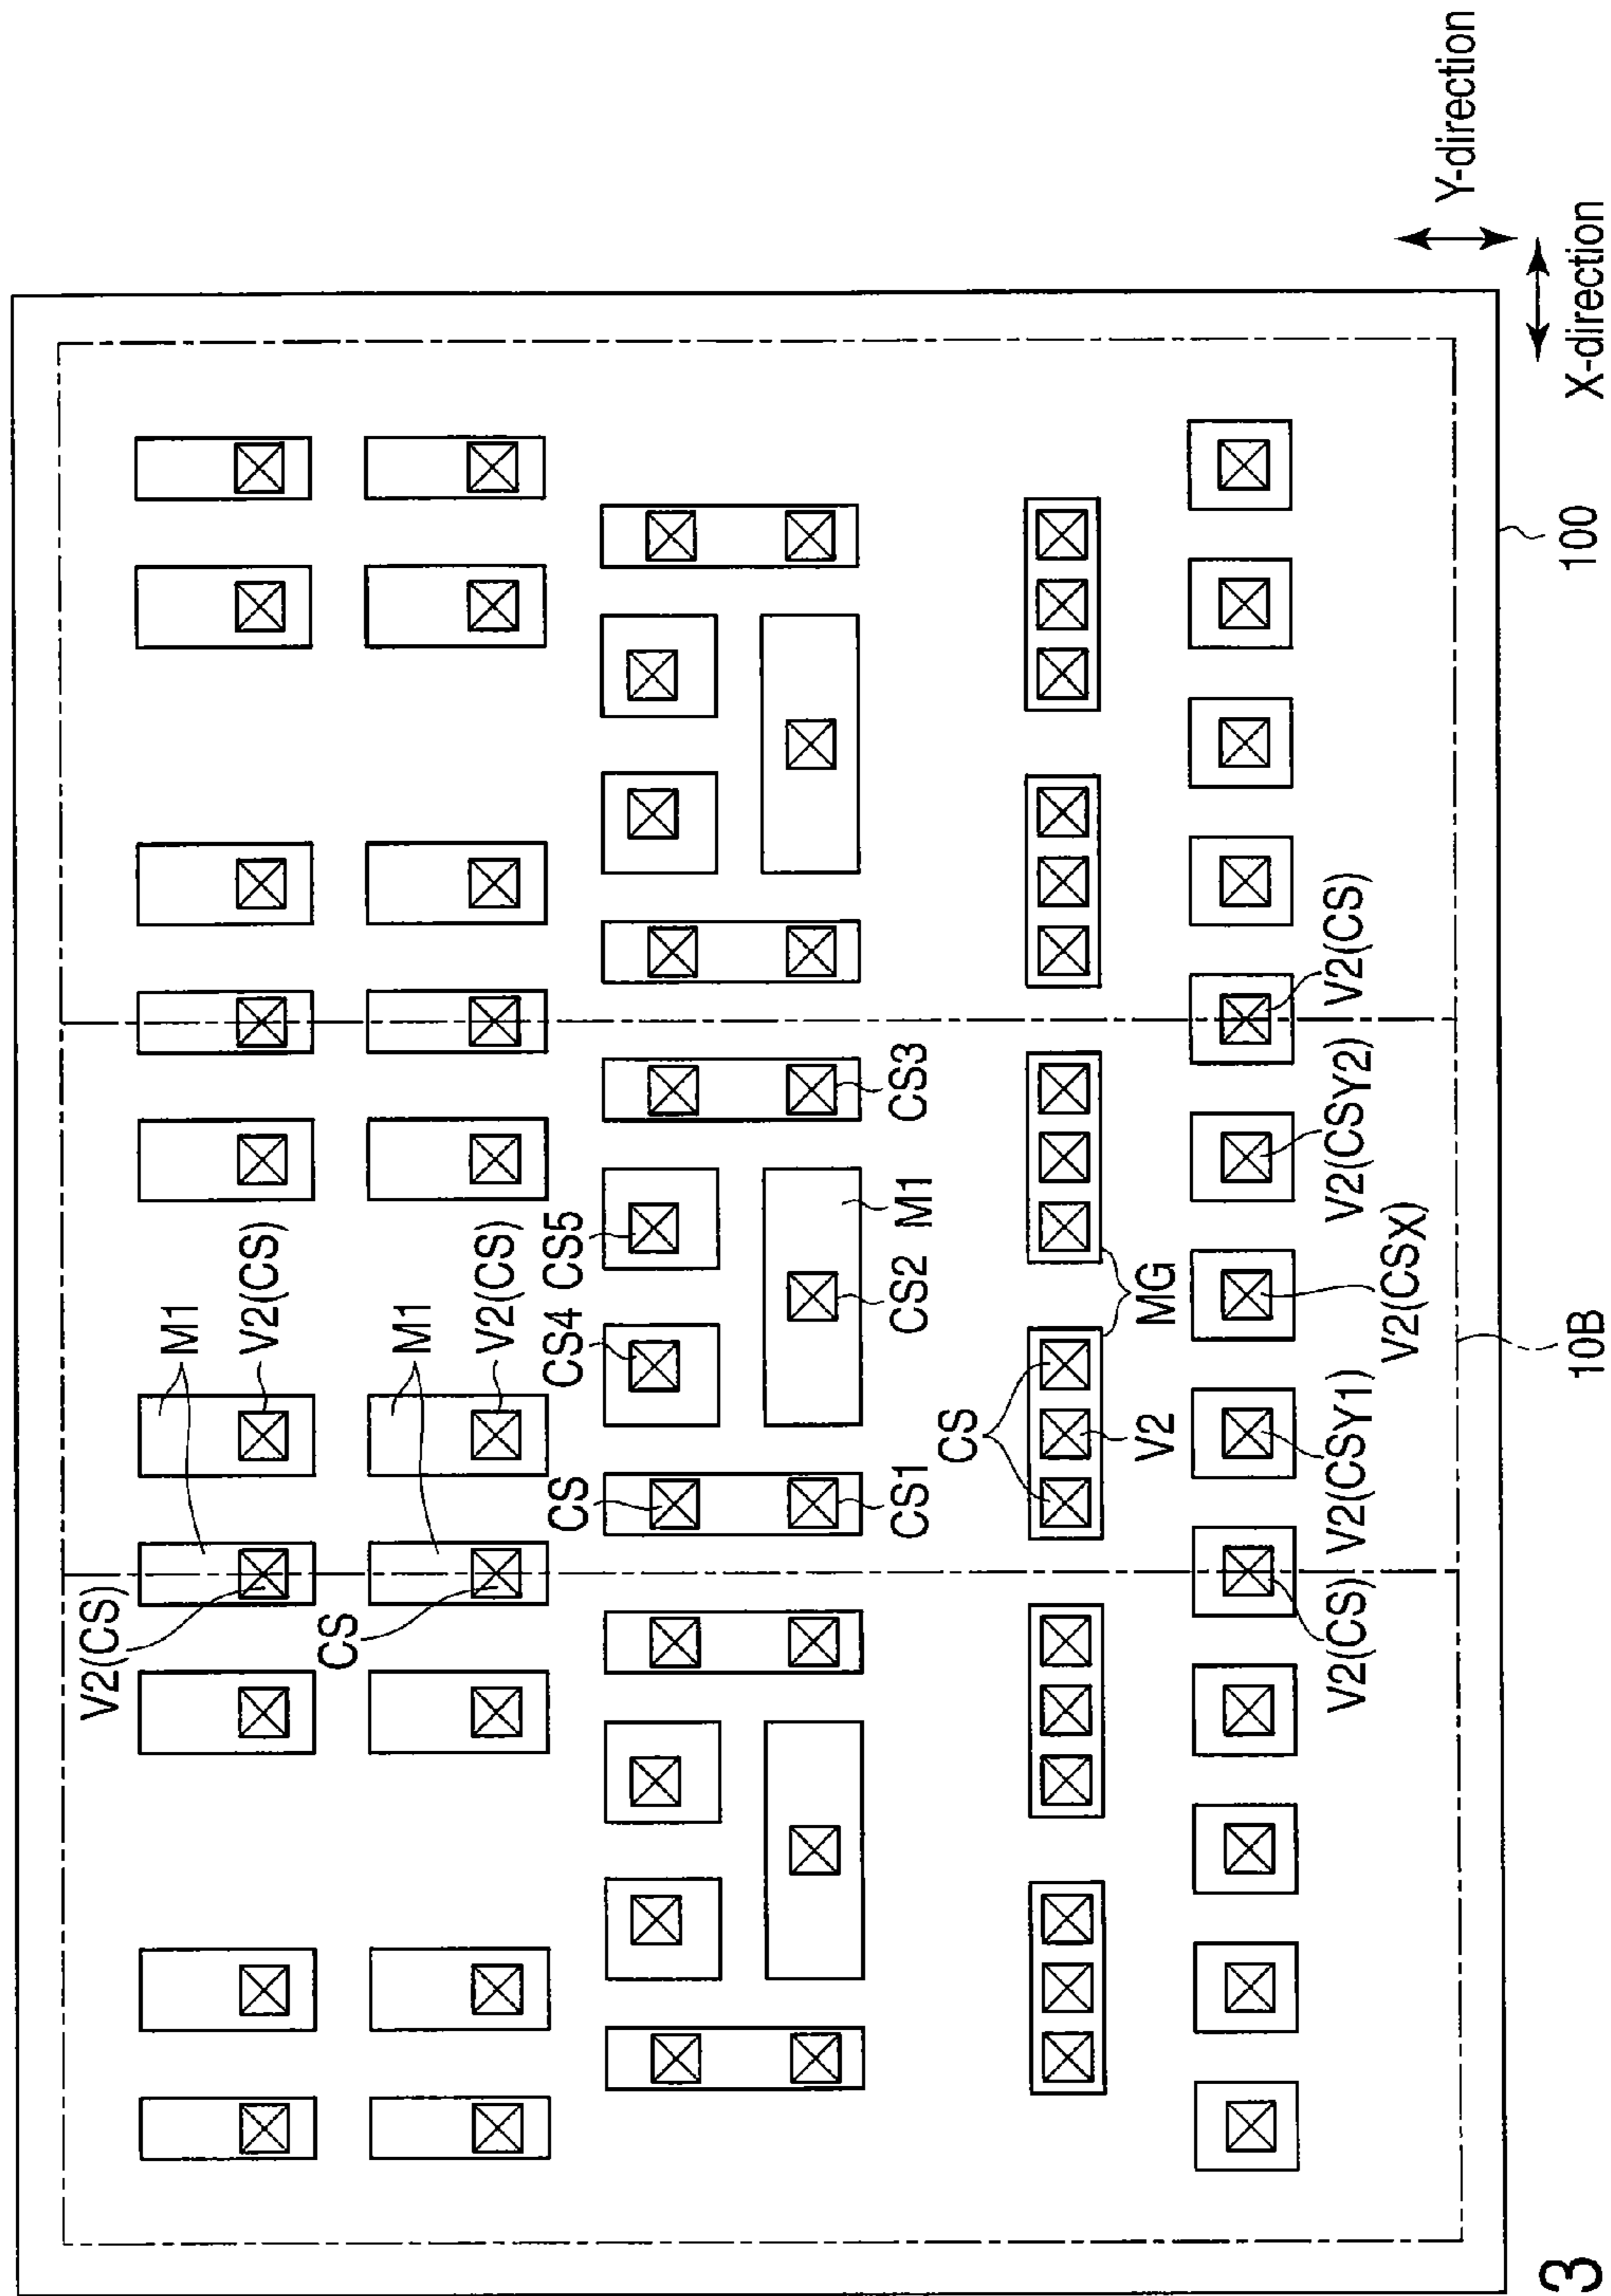 V2(CS)
M1
V2(CS)
CS
M1
V2(CS)
CS
CS4
CS5
CS1
CS2
M1
CS3
CS
V2
MG
V2(CS)
V2(CSY1)
V2(CSX)
V2(CSY2)
V2(CS)
Y-direction
X-direction
10B
100
3